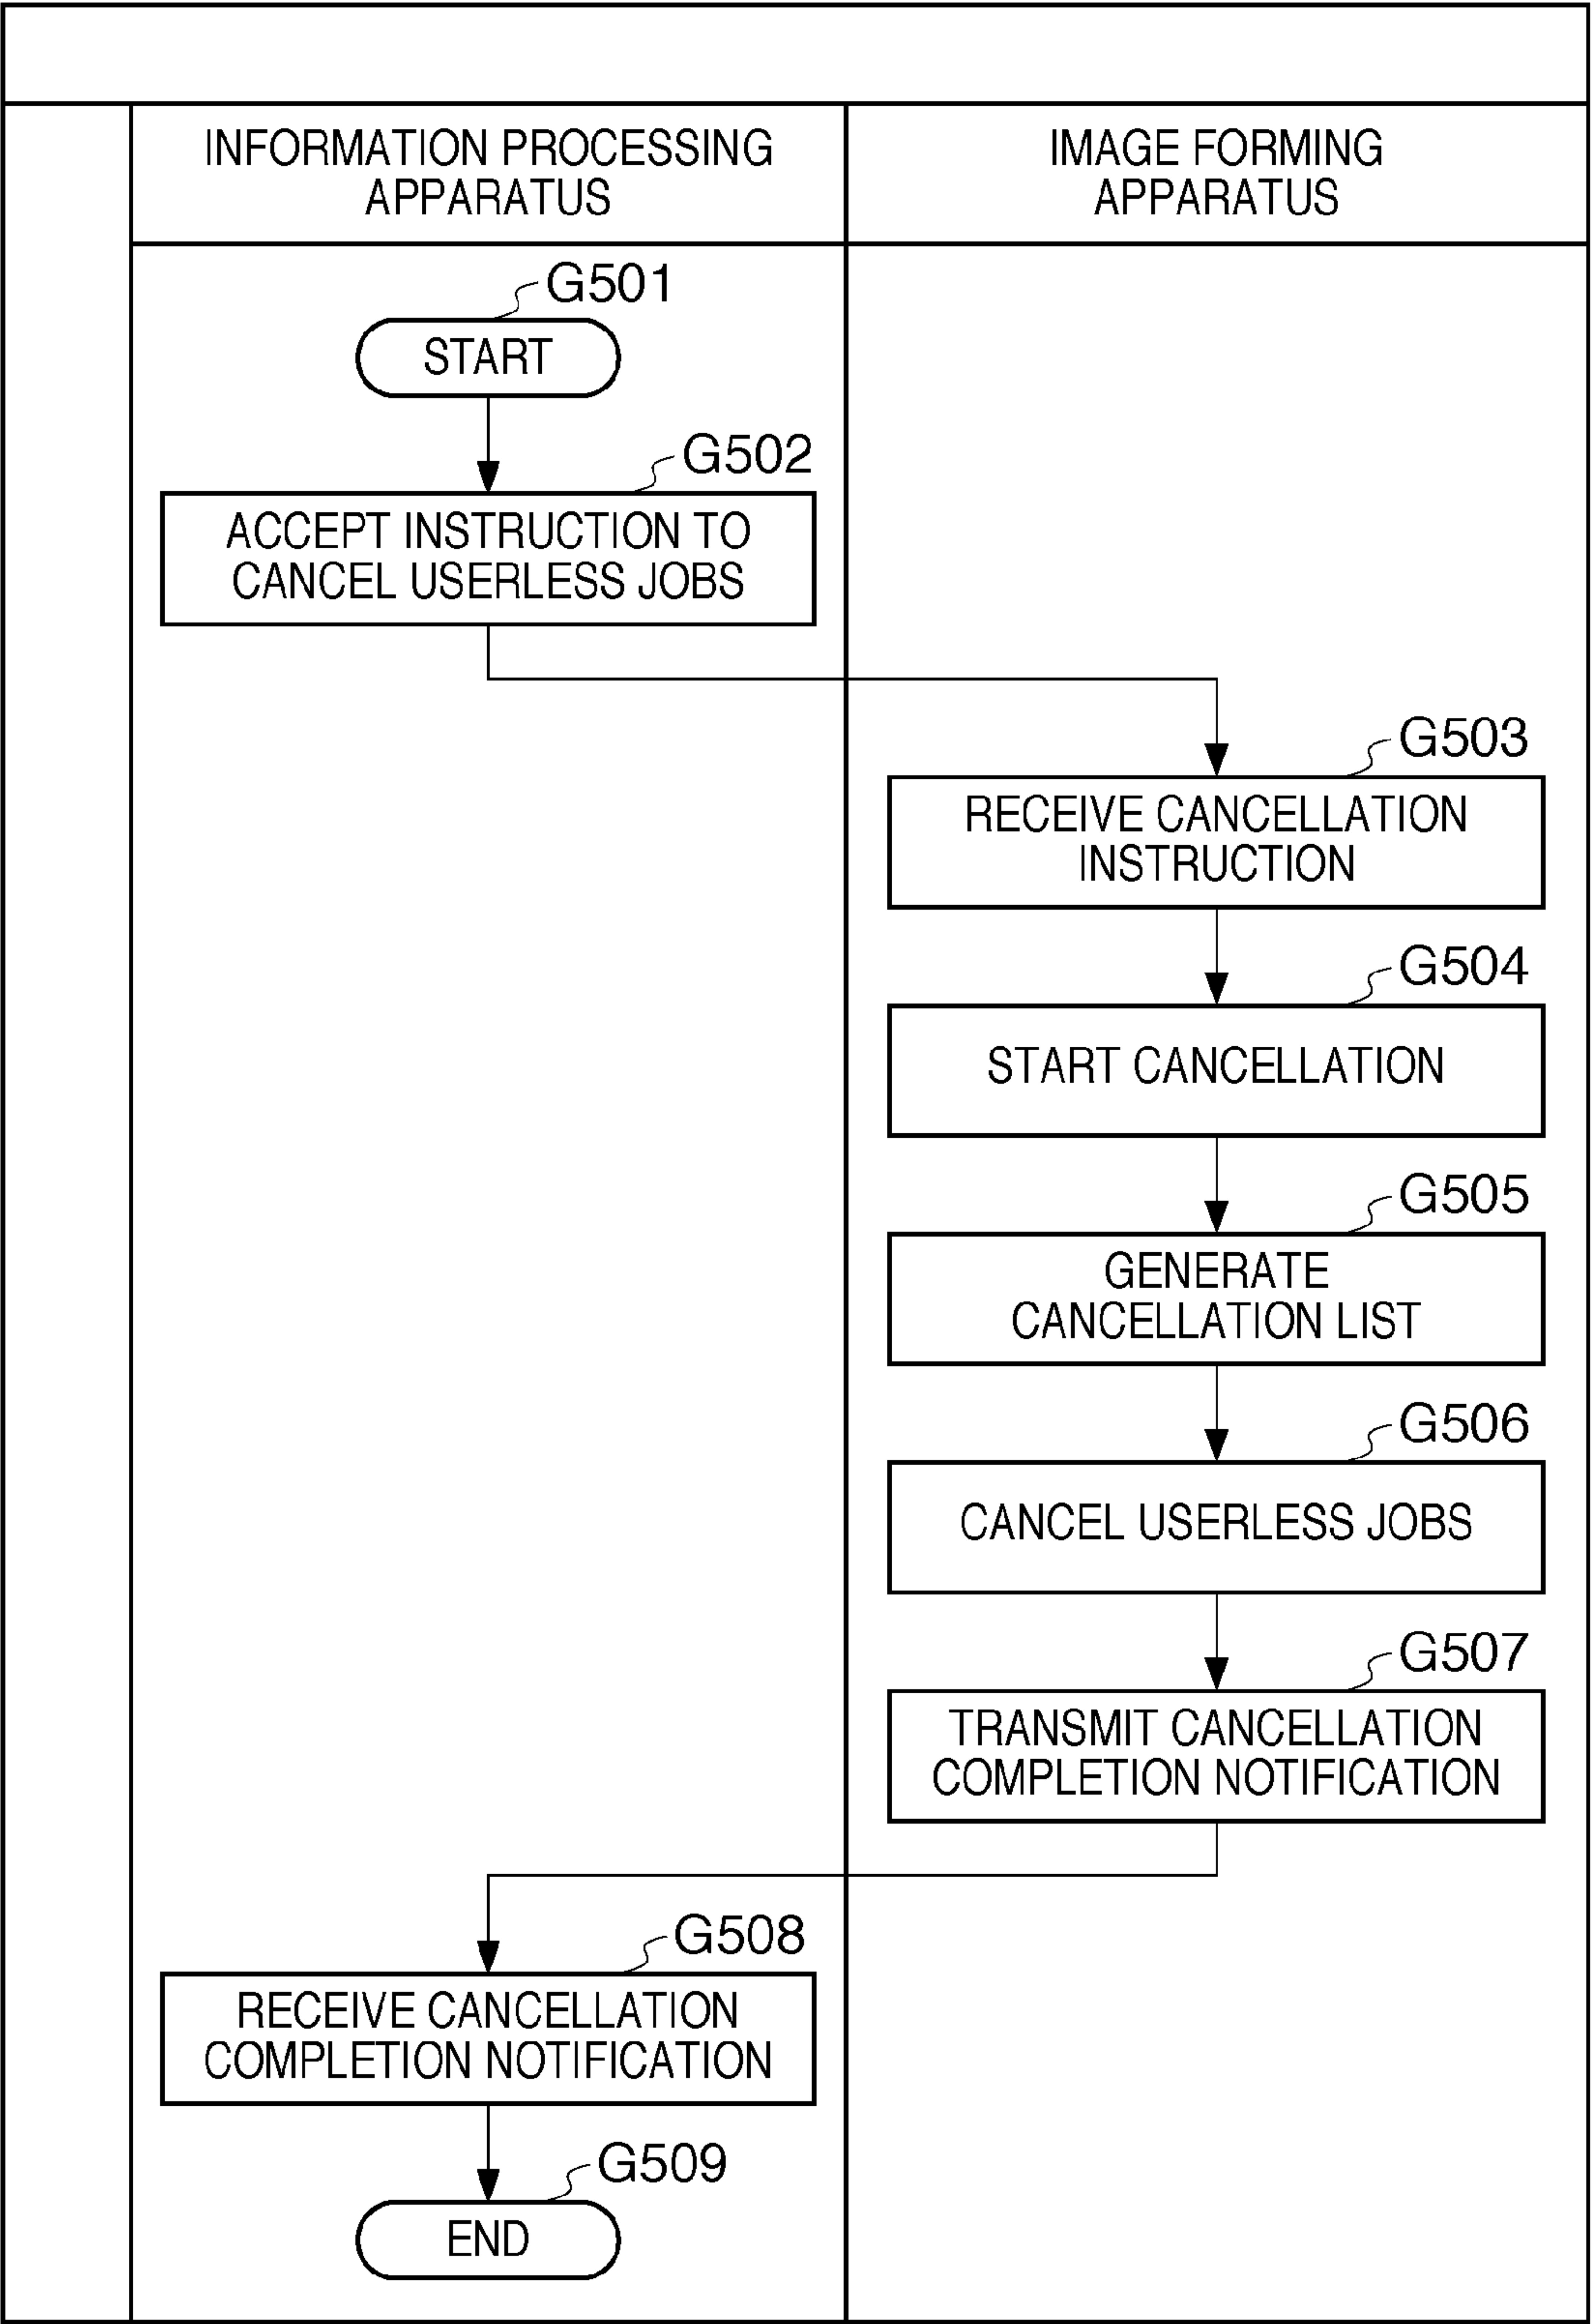 INFORMATION PROCESSING
APPARATUS
IMAGE FORMING
APPARATUS
G501
START
G502
ACCEPT INSTRUCTION TO
CANCEL USERLESS JOBS
G503
RECEIVE CANCELLATION
INSTRUCTION
G504
START CANCELLATION
G505
GENERATE
CANCELLATION LIST
G506
CANCEL USERLESS JOBS
G507
TRANSMIT CANCELLATION
COMPLETION NOTIFICATION
G508
RECEIVE CANCELLATION
COMPLETION NOTIFICATION
G509
END